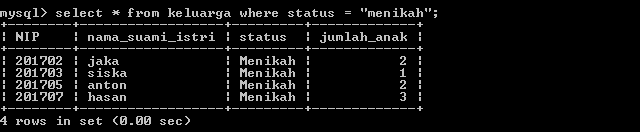 mysql> select * from keluarga where status = "menikah";
+--------+------------------+---------+-------------+
| NIP    | nama_suami_istri | status  | jumlah_anak |
+--------+------------------+---------+-------------+
| 201702 | jaka             | Menikah |           2 |
| 201703 | siska            | Menikah |           1 |
| 201705 | anton            | Menikah |           2 |
| 201707 | hasan            | Menikah |           3 |
+--------+------------------+---------+-------------+
4 rows in set (0.00 sec)